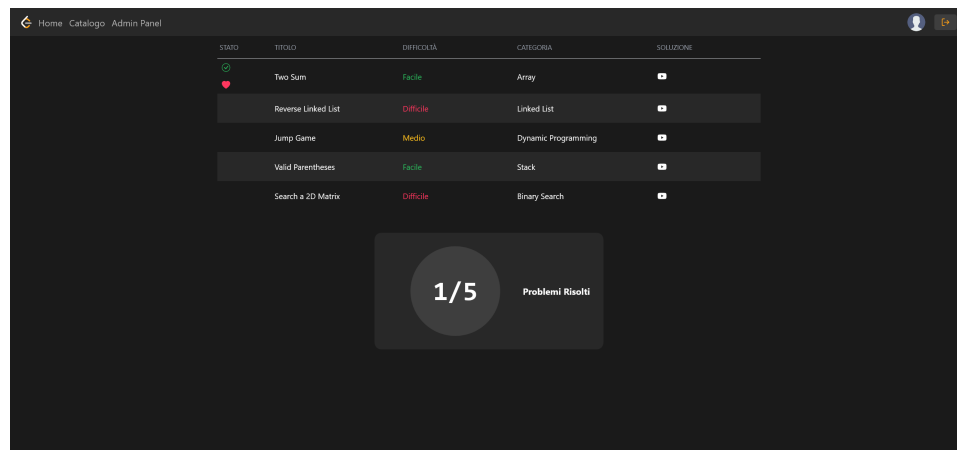 Home Catalogo Admin Panel
STATO TITOLO DIFFICOLTÀ CATEGORIA SOLUZIONE
Two Sum Facile Array
Reverse Linked List Difficile Linked List
Jump Game Medio Dynamic Programming
Valid Parentheses Facile Stack
Search a 2D Matrix Difficile Binary Search
1/5 Problemi Risolti